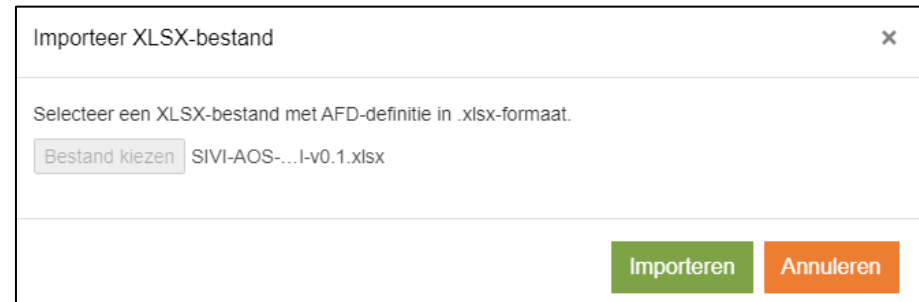 Importeer XLSX-bestand ×
Selecteer een XLSX-bestand met AFD-definitie in .xlsx-formaat.
Bestand kiezen SIVI-AOS-...I-v0.1.xlsx
Importeren Annuleren